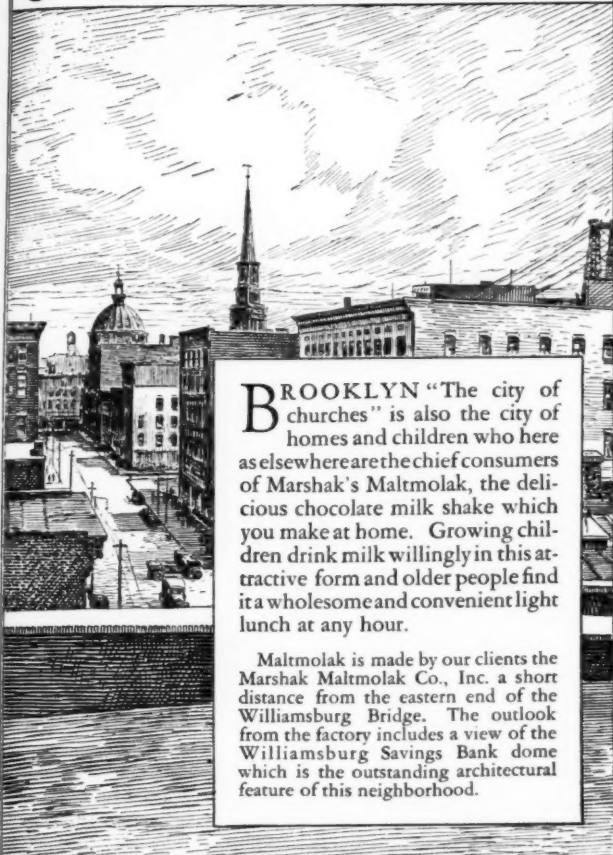 BROOKLYN "The city of
churches" is also the city of
homes and children who here
as elsewhere are the chief consumers
of Marshak's Maltmolak, the deli-
cious chocolate milk shake which
you make at home. Growing chil-
dren drink milk willingly in this at-
tractive form and older people find
it a wholesome and convenient light
lunch at any hour.
Maltmolak is made by our clients the
Marshak Maltmolak Co., Inc. a short
distance from the eastern end of the
Williamsburg Bridge. The outlook
from the factory includes a view of the
Williamsburg Savings Bank dome
which is the outstanding architectural
feature of this neighborhood.